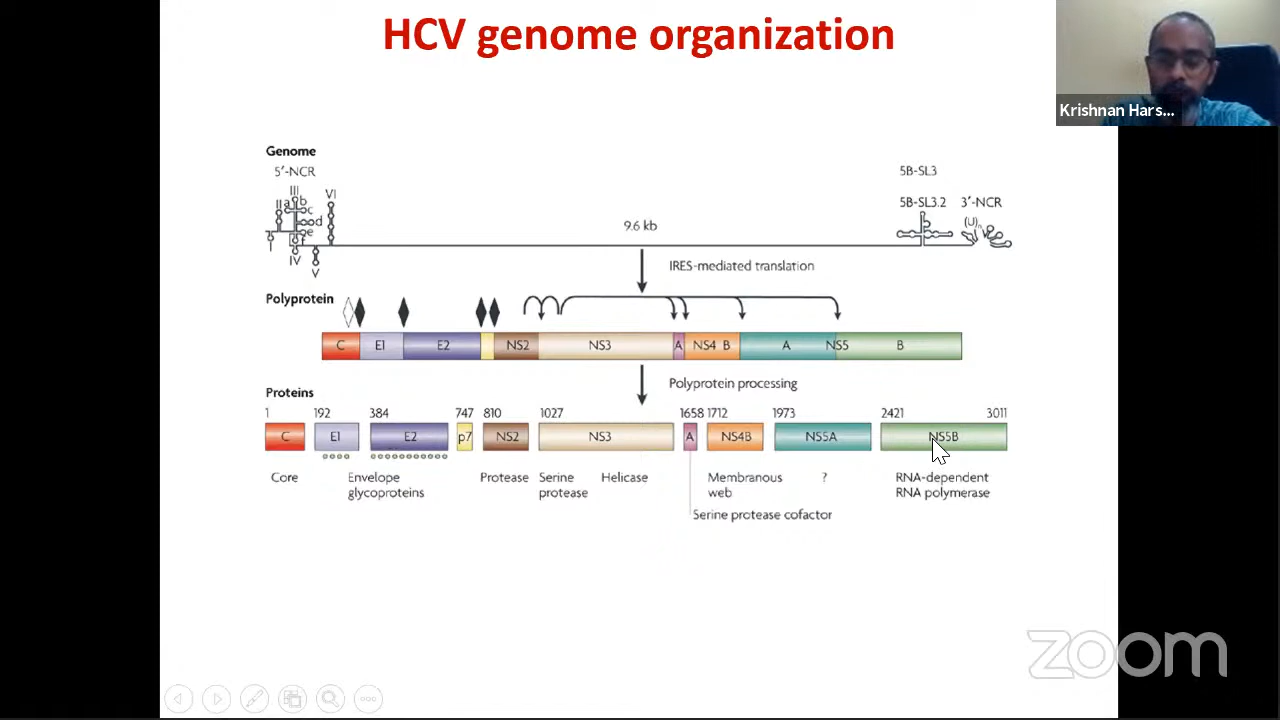 HCV genome organization
Krishnan Hars...
Genome
5'-NCR
5B-SL3
III
VI
II a b
c
5B-SL3.2 3'-NCR
d
(U)n
9.6 kb
e
f
I
IV
V
IRES-mediated translation
Polyprotein
C E1 E2 NS2 NS3 A NS4 B A NS5 B
Polyprotein processing
Proteins
1 192 384 747 810 1027 1658 1712 1973 2421 3011
C E1 E2 p7 NS2 NS3 A NS4B NS5A NS5B
Core Envelope Protease Serine Helicase Membranous ? RNA-dependent
glycoproteins protease web RNA polymerase
Serine protease cofactor
zoom